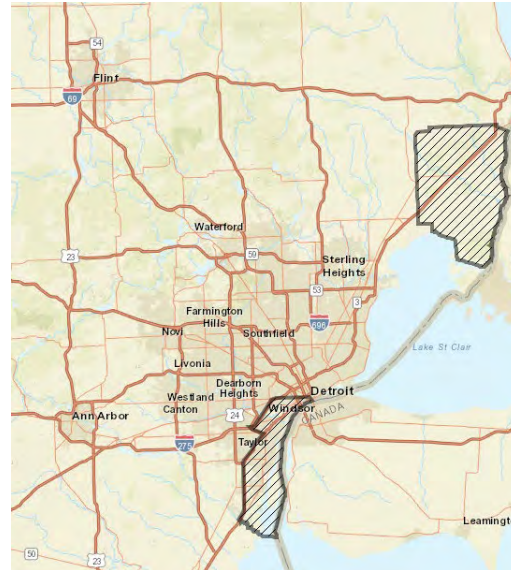 54
Flint
69
Waterford
23
59
Sterling
Heights
53
3
Farmington
Hills
696
Novi
Southfield
Lake St Clair
Livonia
Dearborn
Heights
Detroit
Westland
Canton
Windsor
CANADA
Ann Arbor
24
Taylor
275
Leaming
50
23